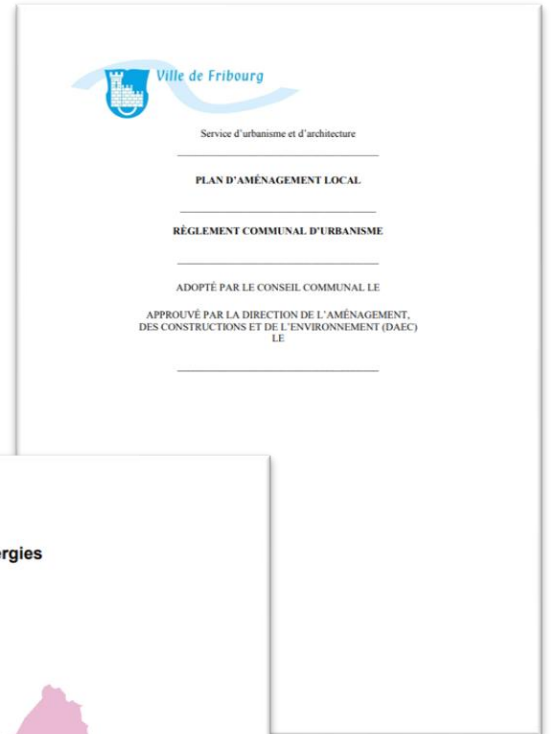 Ville de Fribourg
Service d'urbanisme et d'architecture
PLAN D'AMÉNAGEMENT LOCAL
RÈGLEMENT COMMUNAL D'URBANISME
ADOPTÉ PAR LE CONSEIL COMMUNAL LE
APPROUVÉ PAR LA DIRECTION DE L'AMÉNAGEMENT,
DES CONSTRUCTIONS ET DE L'ENVIRONNEMENT (DAEC)
LE
ergies